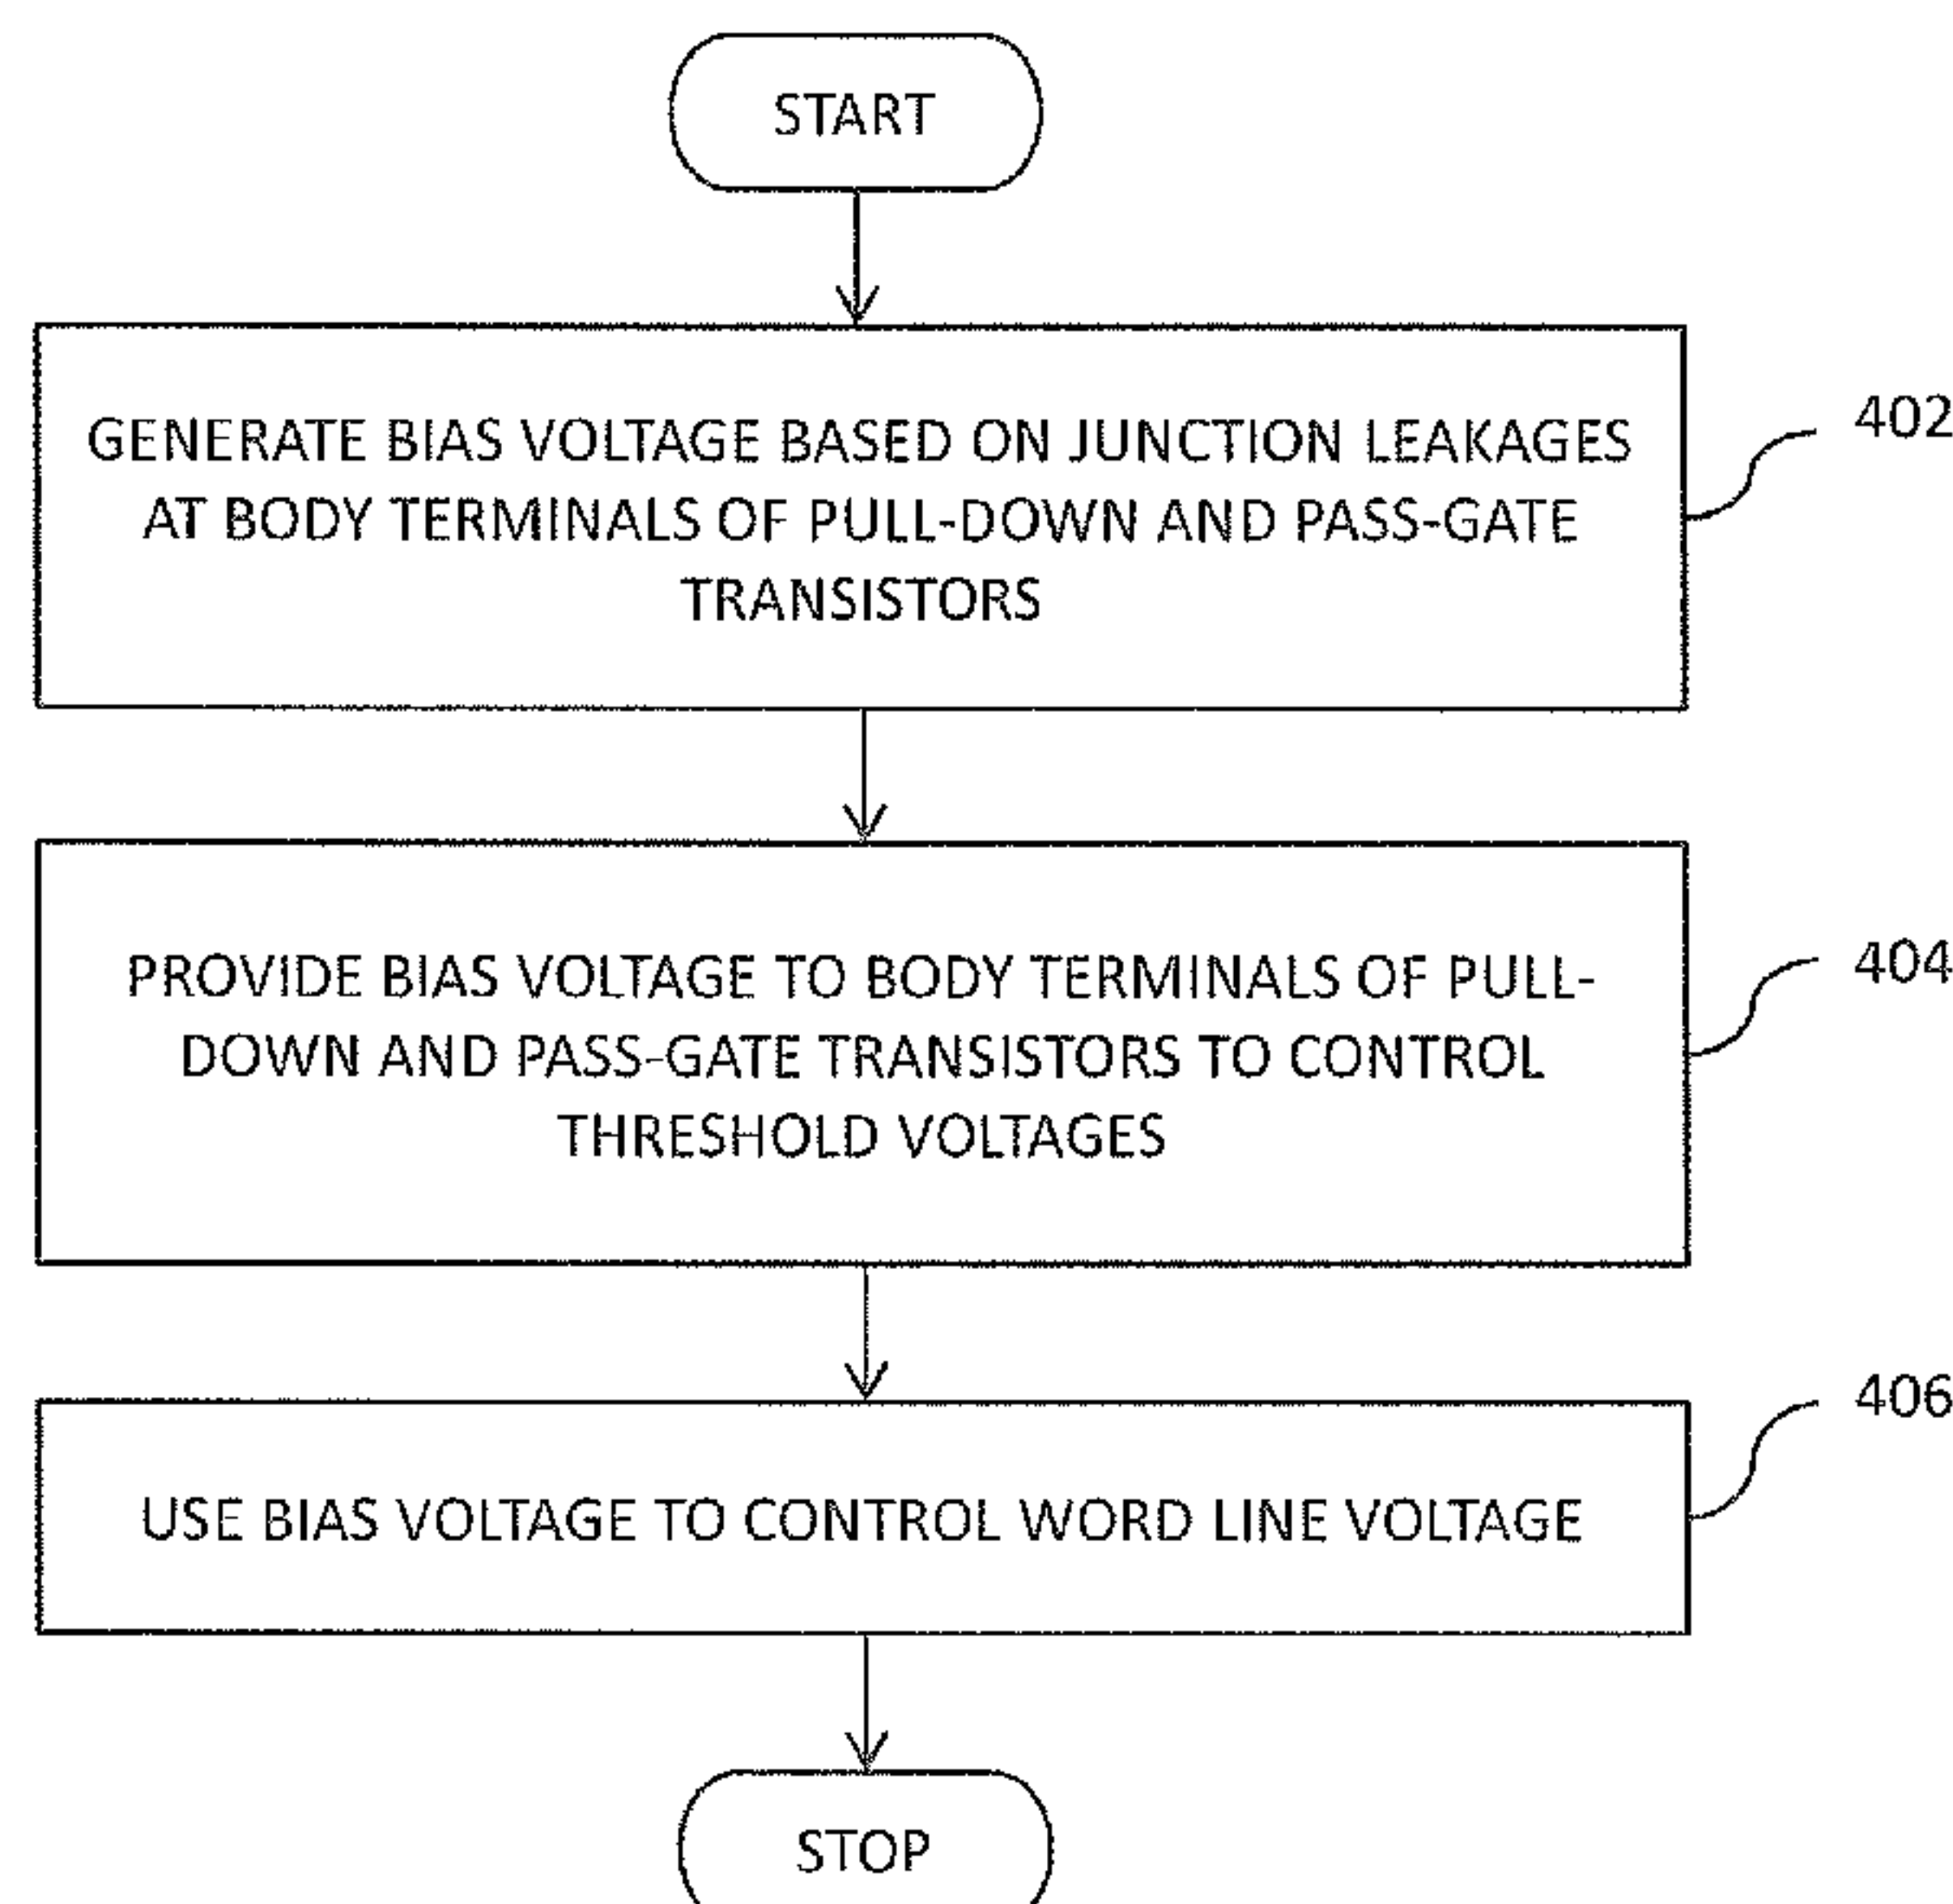 START
GENERATE BIAS VOLTAGE BASED ON JUNCTION LEAKAGES
AT BODY TERMINALS OF PULL-DOWN AND PASS-GATE
TRANSISTORS
402
PROVIDE BIAS VOLTAGE TO BODY TERMINALS OF PULL-
DOWN AND PASS-GATE TRANSISTORS TO CONTROL
THRESHOLD VOLTAGES
404
USE BIAS VOLTAGE TO CONTROL WORD LINE VOLTAGE
406
STOP